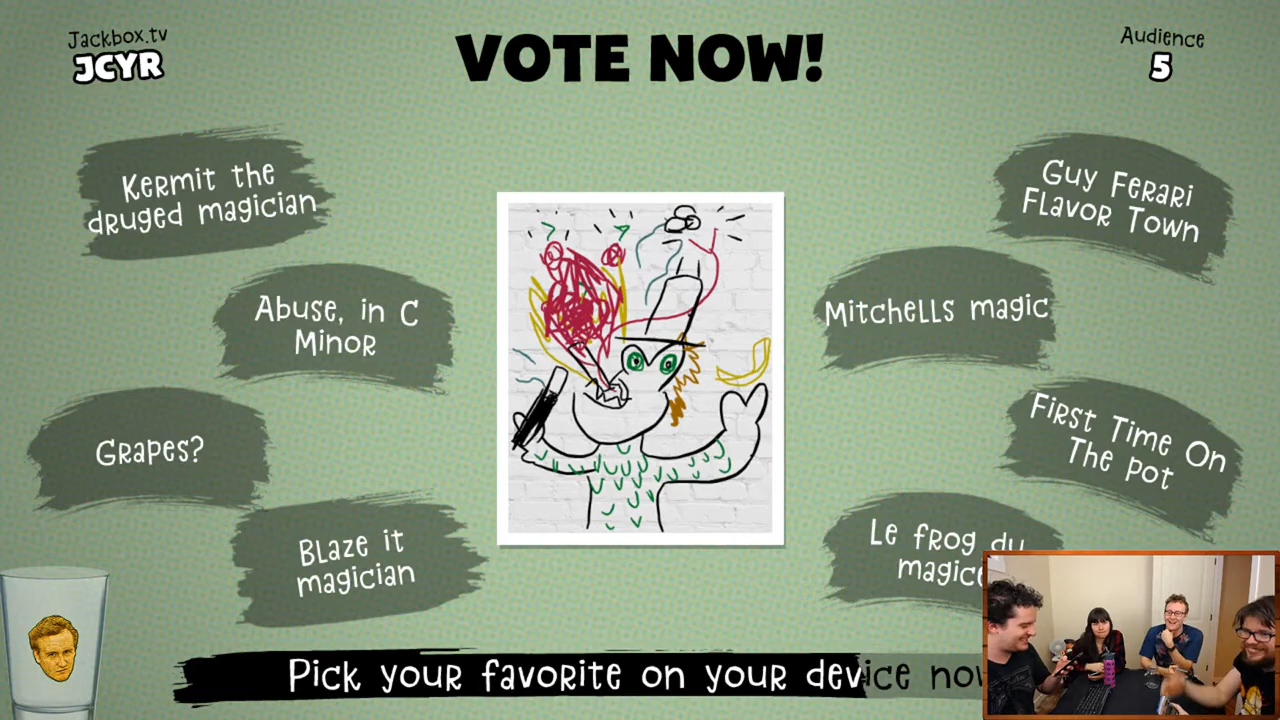 Jackbox.tv
JCYR
VOTE NOW!
Audience
5
Kermit the
druged magician
Abuse, in C
Minor
Grapes?
Blaze it
magician
Guy Ferari
Flavor Town
Mitchells magic
First Time On
The pot
Le frog du
Pick your favorite on your device